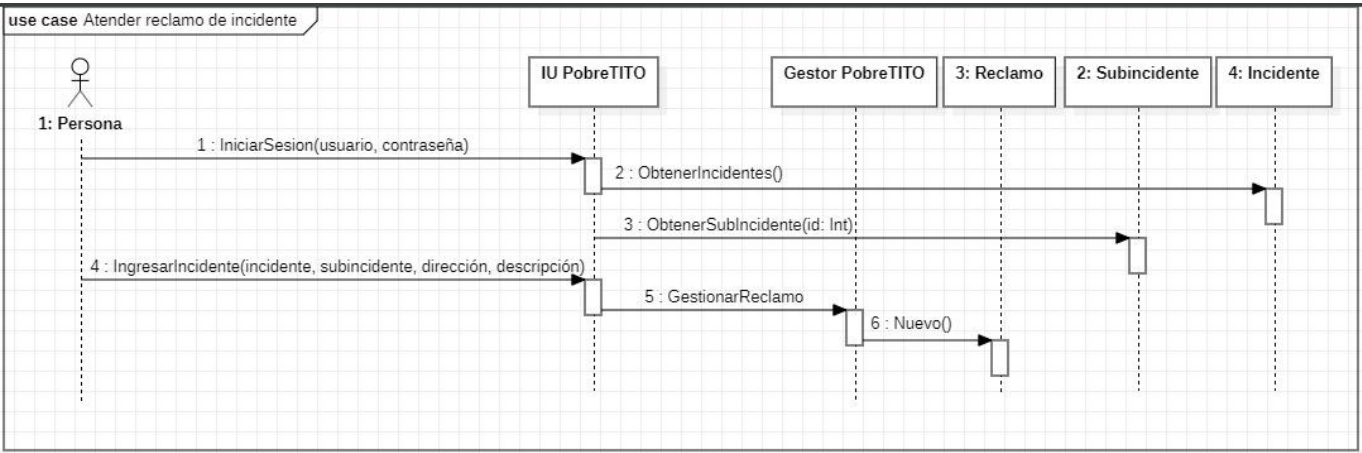 use case Atender reclamo de incidente
1: Persona
IU PobreTITO
Gestor PobreTITO
3: Reclamo
2: Subincidente
4: Incidente
1 : IniciarSesion(usuario, contraseña)
2 : ObtenerIncidentes()
3 : ObtenerSubIncidente(id: Int)
4 : IngresarIncidente(incidente, subincidente, dirección, descripción)
5 : GestionarReclamo
6 : Nuevo()